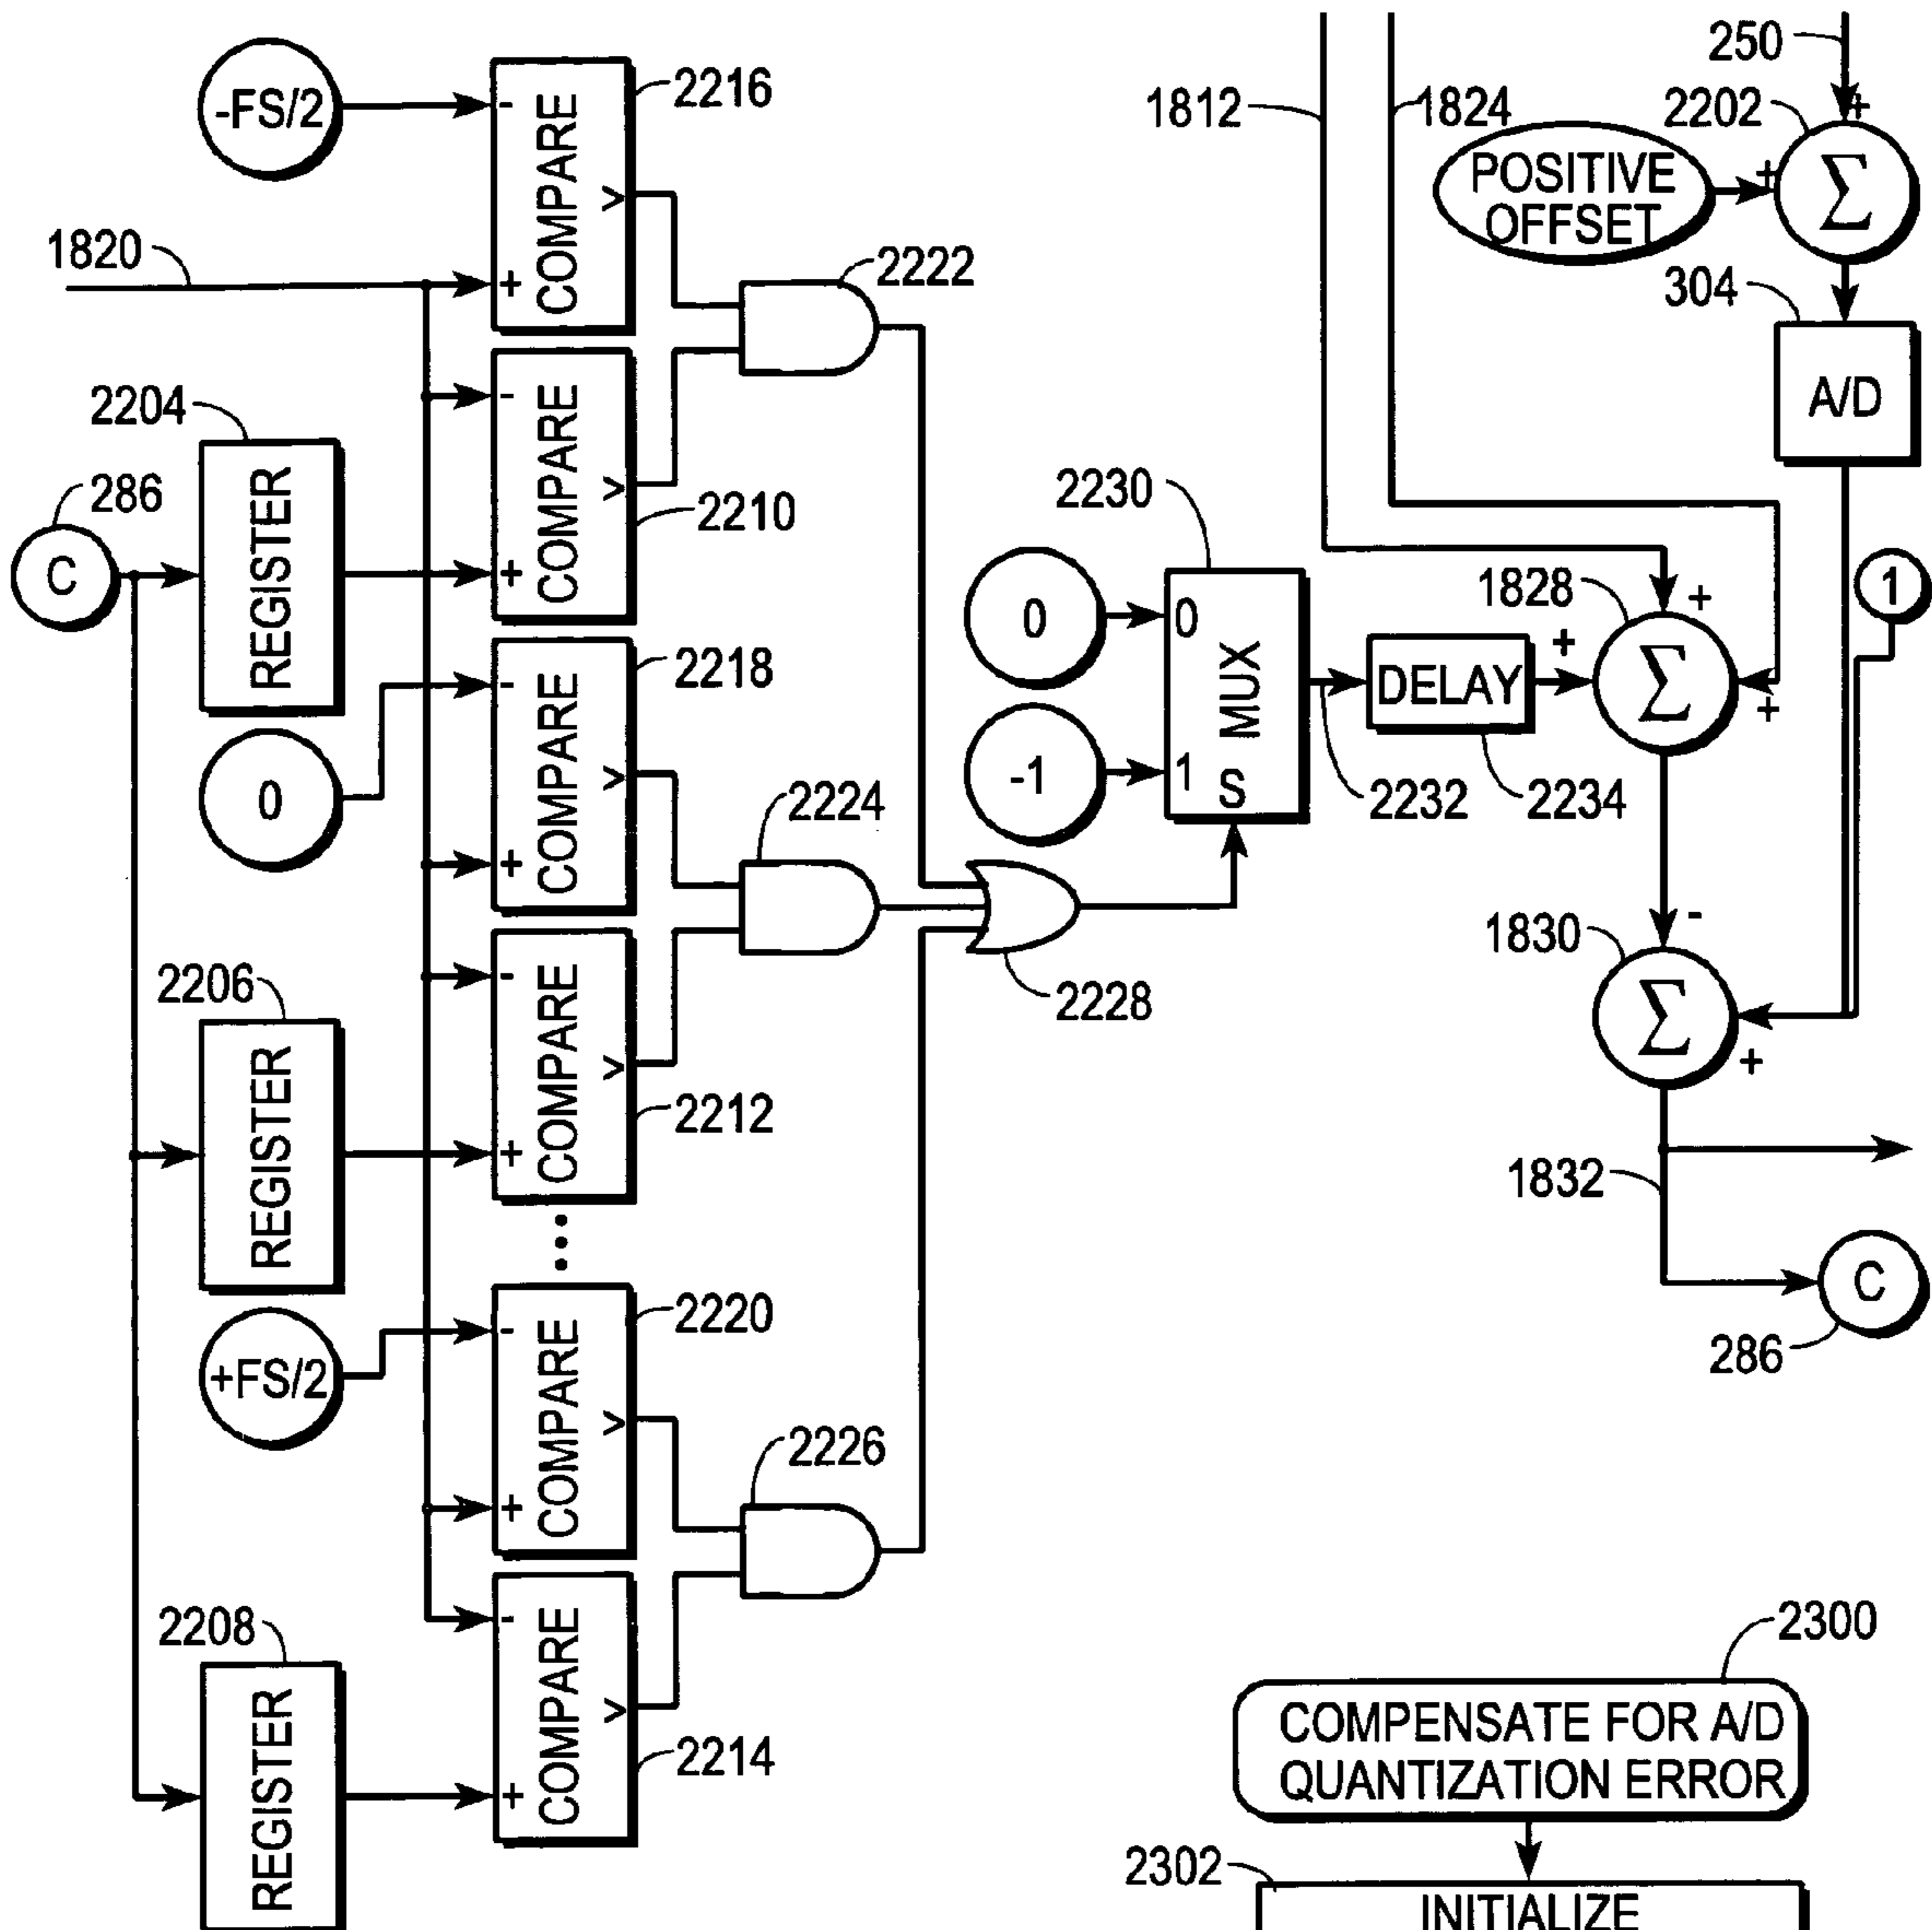 -FS/2
-
+
COMPARE
>
2216
1820
2222
-
+
COMPARE
>
2210
2204
REGISTER
286
C
0
2218
-
+
COMPARE
>
2224
2206
REGISTER
-
+
COMPARE
>
2212
...
+FS/2
2220
-
+
COMPARE
>
2226
2208
REGISTER
-
+
COMPARE
>
2214
2228
2230
0
-1
0
1
S
MUX
2232
DELAY
2234
1812
1824
250
2202
+
POSITIVE
OFFSET
+
Σ
304
A/D
1
1828
+
+
Σ
+
-
1830
Σ
+
1832
C
286
2300
COMPENSATE FOR A/D
QUANTIZATION ERROR
2302
INITIALIZE